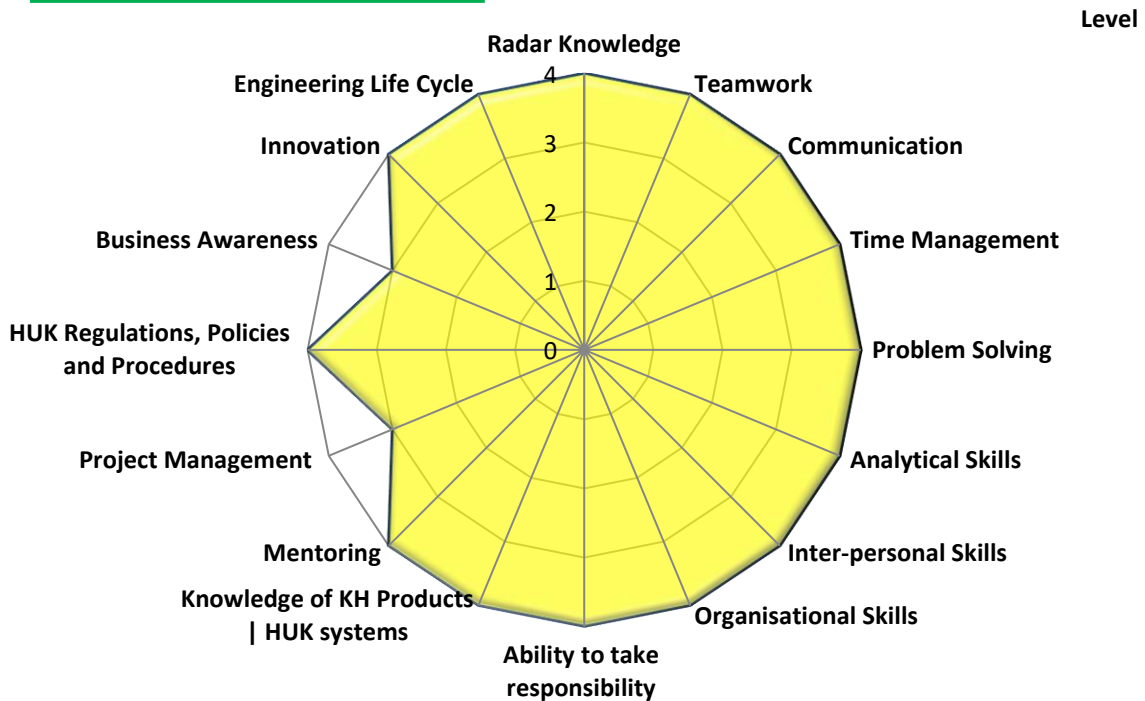 Level
Radar Knowledge
Engineering Life Cycle
4
Teamwork
Innovation
3
Communication
2
Business Awareness
Time Management
1
HUK Regulations, Policies
and Procedures
0
Problem Solving
Project Management
Analytical Skills
Mentoring
Inter-personal Skills
Knowledge of KH Products
| HUK systems
Organisational Skills
Ability to take
responsibility